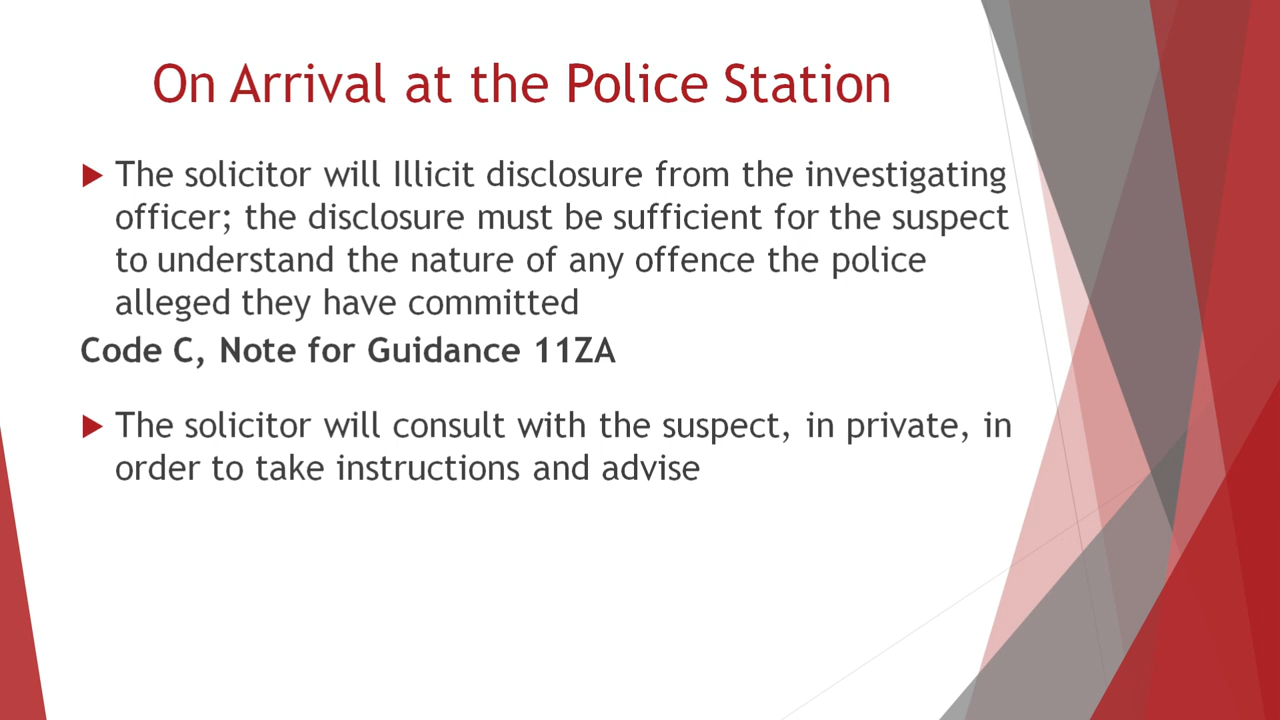 On Arrival at the Police Station
The solicitor will Illicit disclosure from the investigating
officer; the disclosure must be sufficient for the suspect
to understand the nature of any offence the police
alleged they have committed
Code C, Note for Guidance 11ZA
The solicitor will consult with the suspect, in private, in
order to take instructions and advise